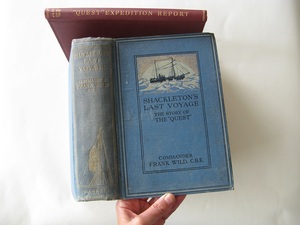 "QUEST" EXPEDITION REPORT
SHACKLETON'S
LAST VOYAGE
THE STORY OF
THE "QUEST"
COMMANDER
FRANK WILD, C.B.E.